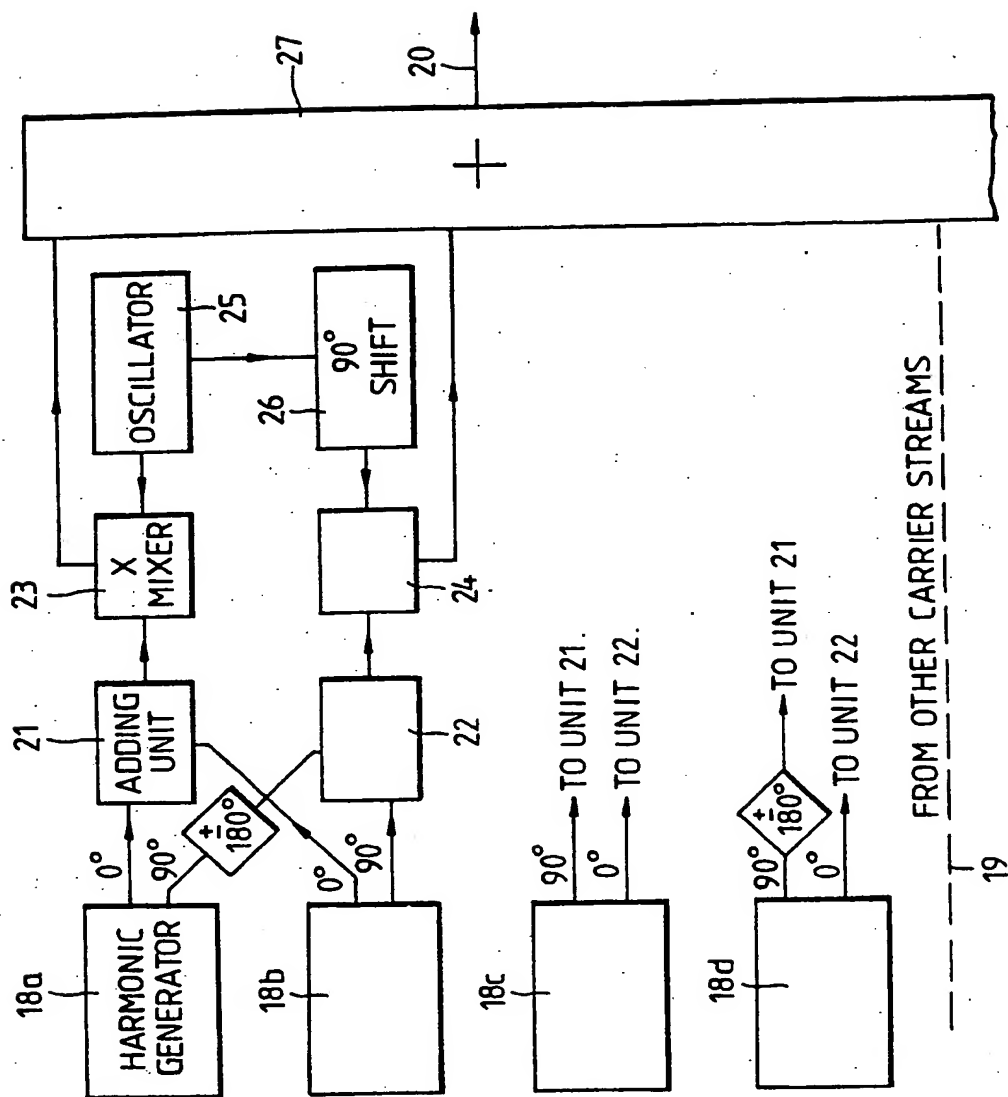 18a
HARMONIC
GENERATOR
0°
90°
21
ADDING
UNIT
23
X
MIXER
OSCILLATOR
25
27
20
+
±
180°
18b
0°
90°
22
24
26
90°
SHIFT
18c
90°
0°
TO UNIT 21.
TO UNIT 22.
18d
90°
0°
±
180°
TO UNIT 21
TO UNIT 22
19
FROM OTHER CARRIER STREAMS